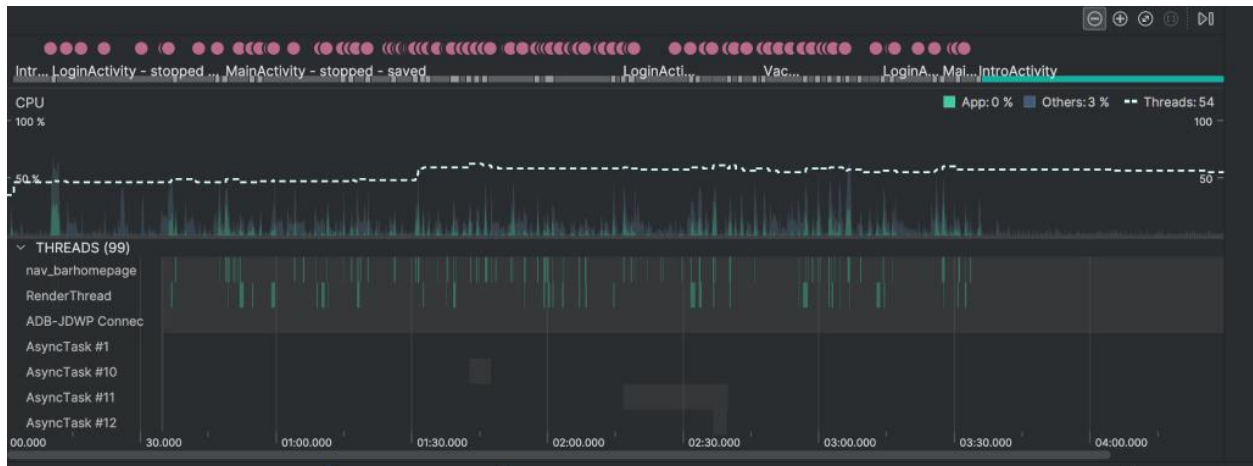 Intr... LoginActivity - stopped ... MainActivity - stopped - saved LoginActi... Vac... LoginA... Mai... IntroActivity
CPU App: 0 % Others: 3 % Threads: 54
100 % 100
50 % 50
THREADS (99)
nav_barhomepage
RenderThread
ADB-JDWP Connec
AsyncTask #1
AsyncTask #10
AsyncTask #11
AsyncTask #12
00.000 30.000 01:00.000 01:30.000 02:00.000 02:30.000 03:00.000 03:30.000 04:00.000